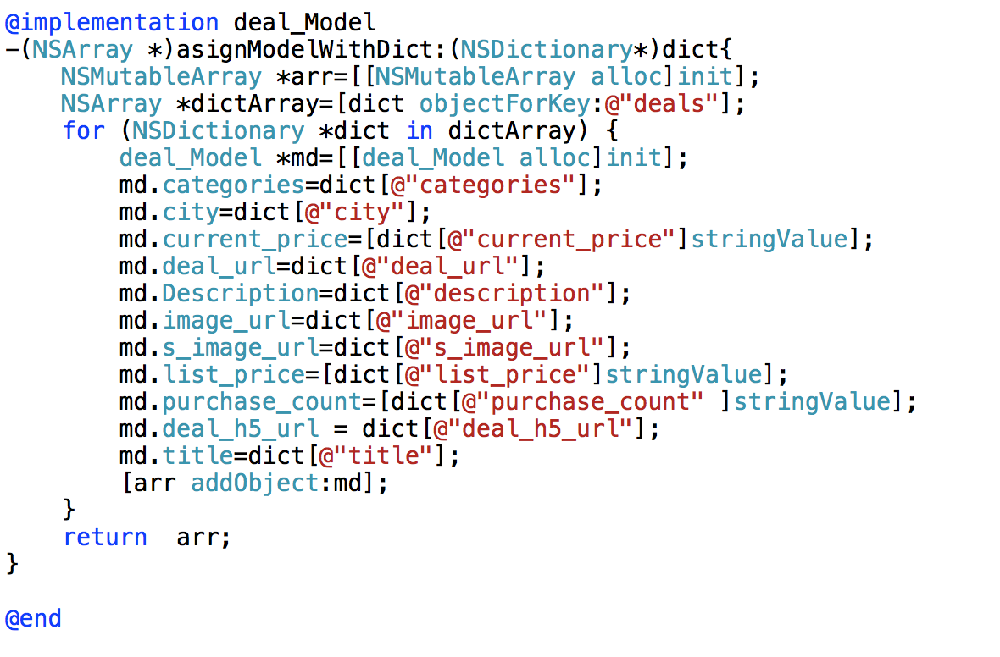 @implementation deal_Model
-(NSArray *)asignModelWithDict:(NSDictionary*)dict{
    NSMutableArray *arr=[[NSMutableArray alloc]init];
    NSArray *dictArray=[dict objectForKey:@"deals"];
    for (NSDictionary *dict in dictArray) {
        deal_Model *md=[[deal_Model alloc]init];
        md.categories=dict[@"categories"];
        md.city=dict[@"city"];
        md.current_price=[dict[@"current_price"]stringValue];
        md.deal_url=dict[@"deal_url"];
        md.Description=dict[@"description"];
        md.image_url=dict[@"image_url"];
        md.s_image_url=dict[@"s_image_url"];
        md.list_price=[dict[@"list_price"]stringValue];
        md.purchase_count=[dict[@"purchase_count" ]stringValue];
        md.deal_h5_url = dict[@"deal_h5_url"];
        md.title=dict[@"title"];
        [arr addObject:md];
    }
    return  arr;
}
@end